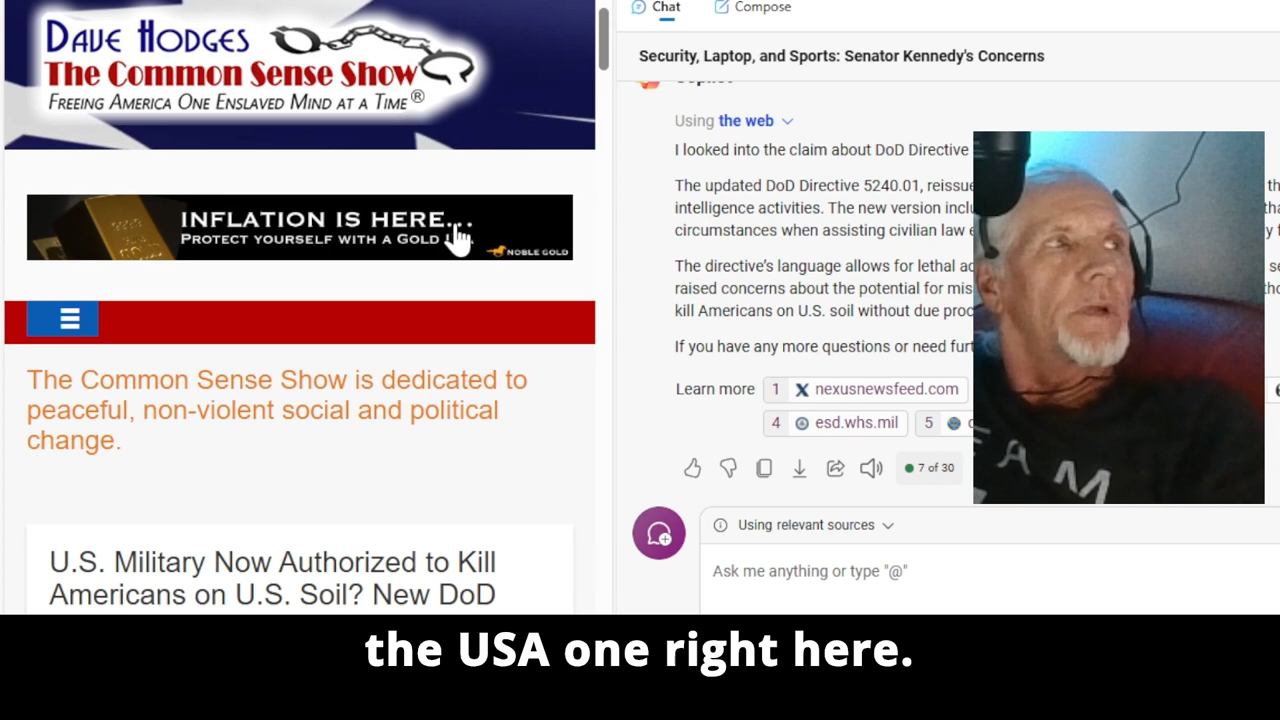 DAVE HODGES
The Common Sense Show
FREEING AMERICA ONE ENSLAVED MIND AT A TIME®
INFLATION IS HERE...
PROTECT YOURSELF WITH A GOLD
NOBLE GOLD
The Common Sense Show is dedicated to
peaceful, non-violent social and political
change.
U.S. Military Now Authorized to Kill
Americans on U.S. Soil? New DoD
Chat
Compose
Security, Laptop, and Sports: Senator Kennedy's Concerns
Using the web
I looked into the claim about DoD Directive
The updated DoD Directive 5240.01, reissue
intelligence activities. The new version inclu
circumstances when assisting civilian law e
The directive's language allows for lethal ac
raised concerns about the potential for mis
kill Americans on U.S. soil without due proc
If you have any more questions or need furt
Learn more 1 nexusnewsfeed.com
4 esd.whs.mil 5
7 of 30
Using relevant sources
Ask me anything or type "@"
the USA one right here.